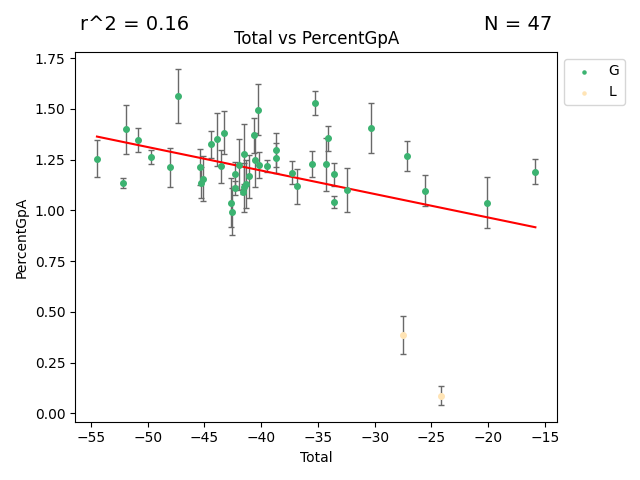 r^2 = 0.16
N = 47
Total vs PercentGpA
G
L
PercentGpA
1.75
1.50
1.25
1.00
0.75
0.50
0.25
0.00
−55
−50
−45
−40
−35
−30
−25
−20
−15
Total